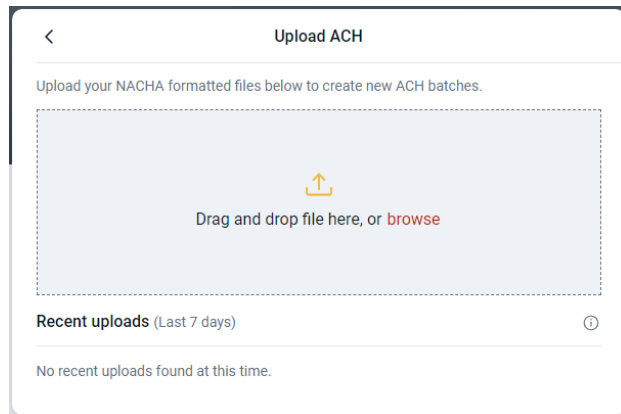 Upload ACH
Upload your NACHA formatted files below to create new ACH batches.
Drag and drop file here, or browse
Recent uploads (Last 7 days)
No recent uploads found at this time.